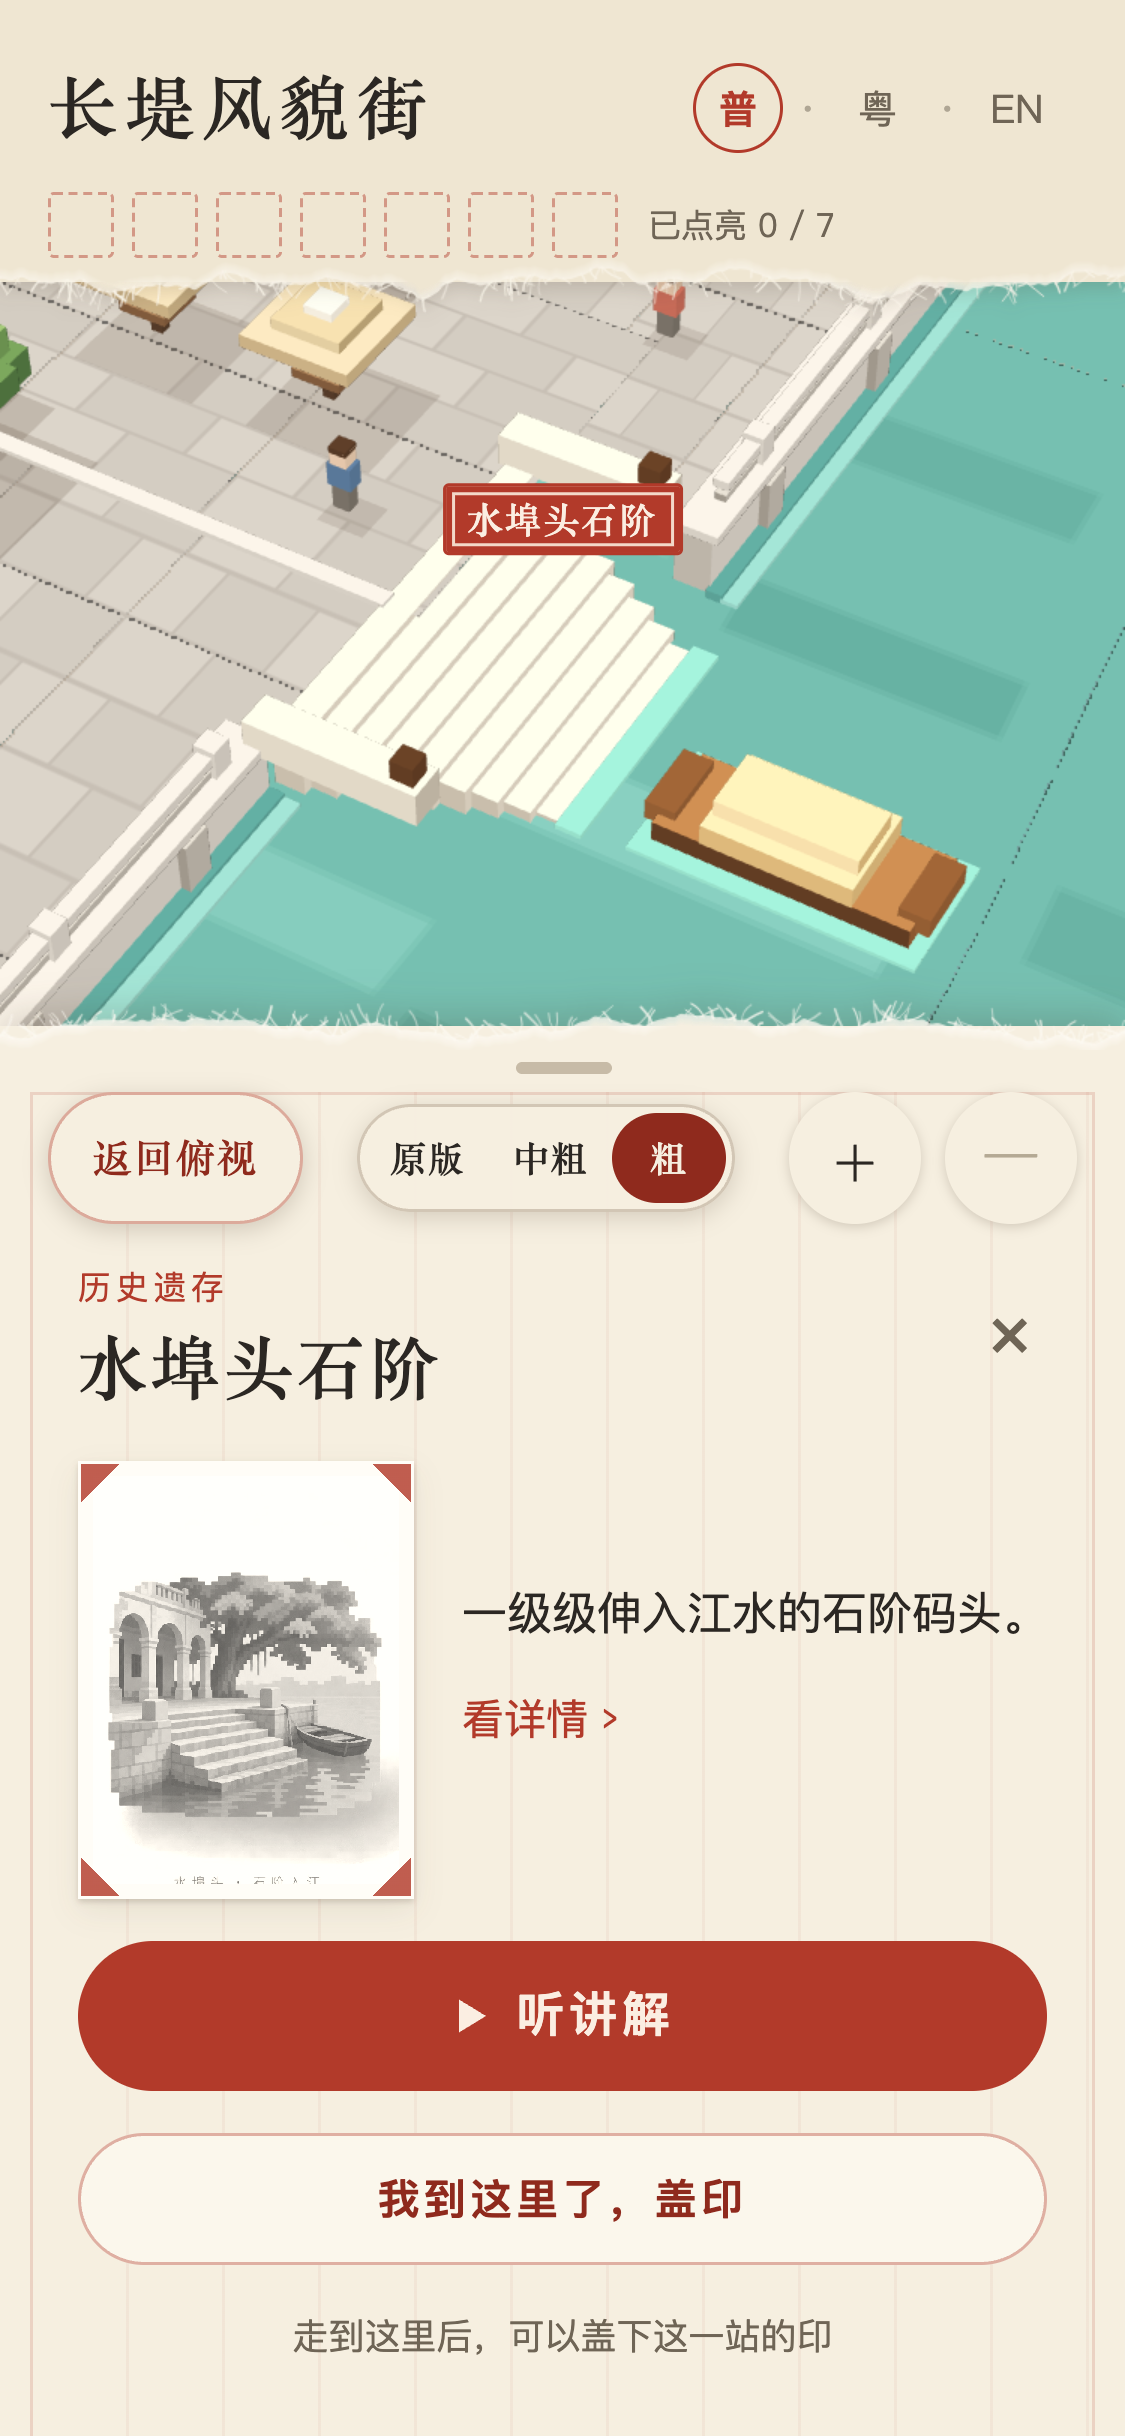 长堤风貌街
普 · 粤 · EN
已点亮 0 / 7
水埠头石阶
返回俯视
原版 中粗 粗
+ —
历史遗存
水埠头石阶
×
一级级伸入江水的石阶码头。
看详情 >
▶ 听讲解
我到这里了，盖印
走到这里后，可以盖下这一站的印